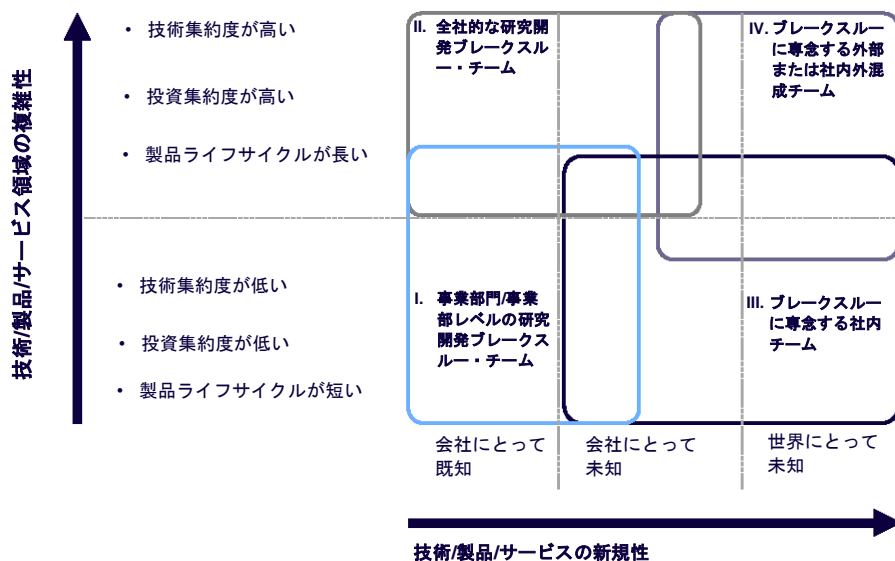 技術/製品/サービス領域の複雑性
• 技術集約度が高い
• 投資集約度が高い
• 製品ライフサイクルが長い
• 技術集約度が低い
• 投資集約度が低い
• 製品ライフサイクルが短い
II. 全社的な研究開
発ブレークスル
ー・チーム
IV. ブレークスルー
に専念する外部
または社内外混
成チーム
I. 事業部門/事業
部レベルの研究
開発ブレークス
ルー・チーム
III. ブレークスルー
に専念する社内
チーム
会社にとって
既知
会社にとって
未知
世界にとって
未知
技術/製品/サービスの新規性